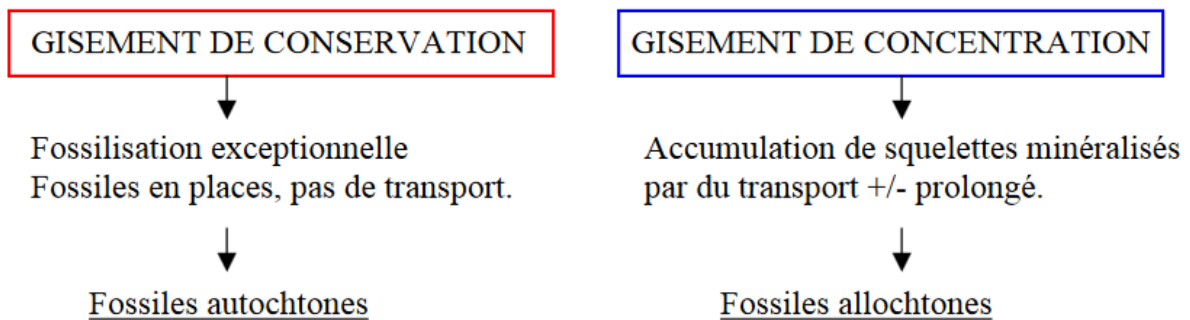 GISEMENT DE CONSERVATION
Fossilisation exceptionnelle
Fossiles en places, pas de transport.
Fossiles autochtones
GISEMENT DE CONCENTRATION
Accumulation de squelettes minéralisés
par du transport +/- prolongé.
Fossiles allochtones